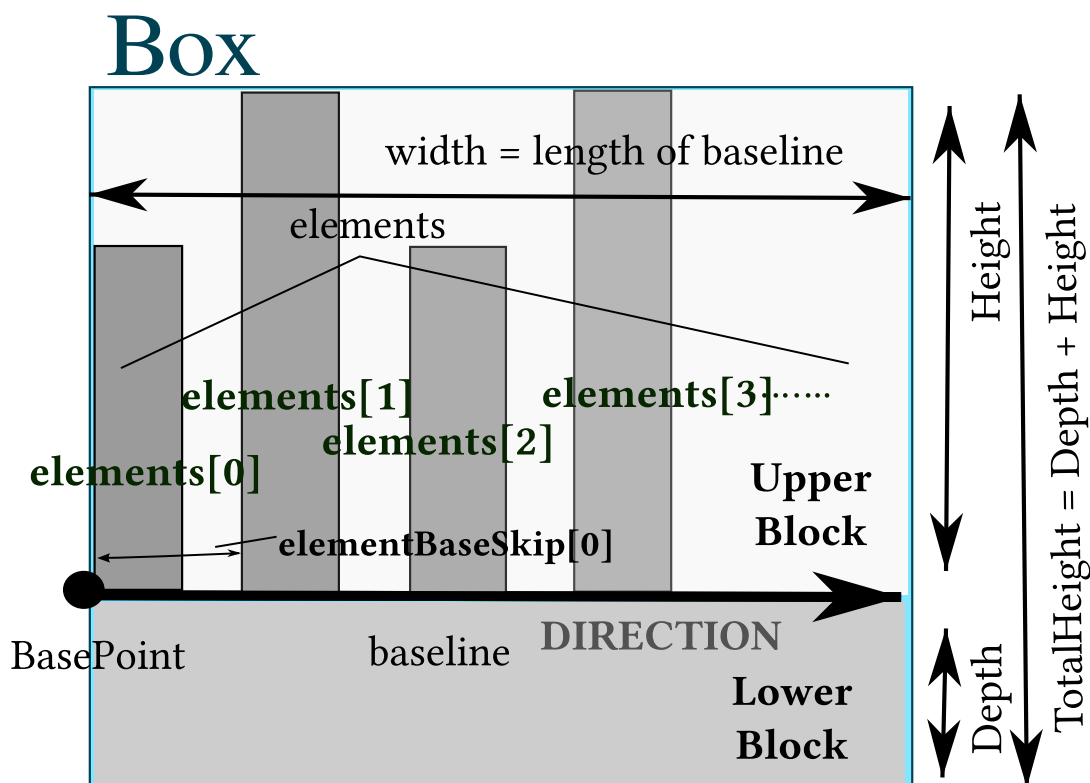 Box
width = length of baseline
elements
Height
TotalHeight = Depth + Height
elements[1]
elements[3]······
elements[2]
elements[0]
Upper
Block
elementBaseSkip[0]
BasePoint
baseline
DIRECTION
Lower
Block
Depth